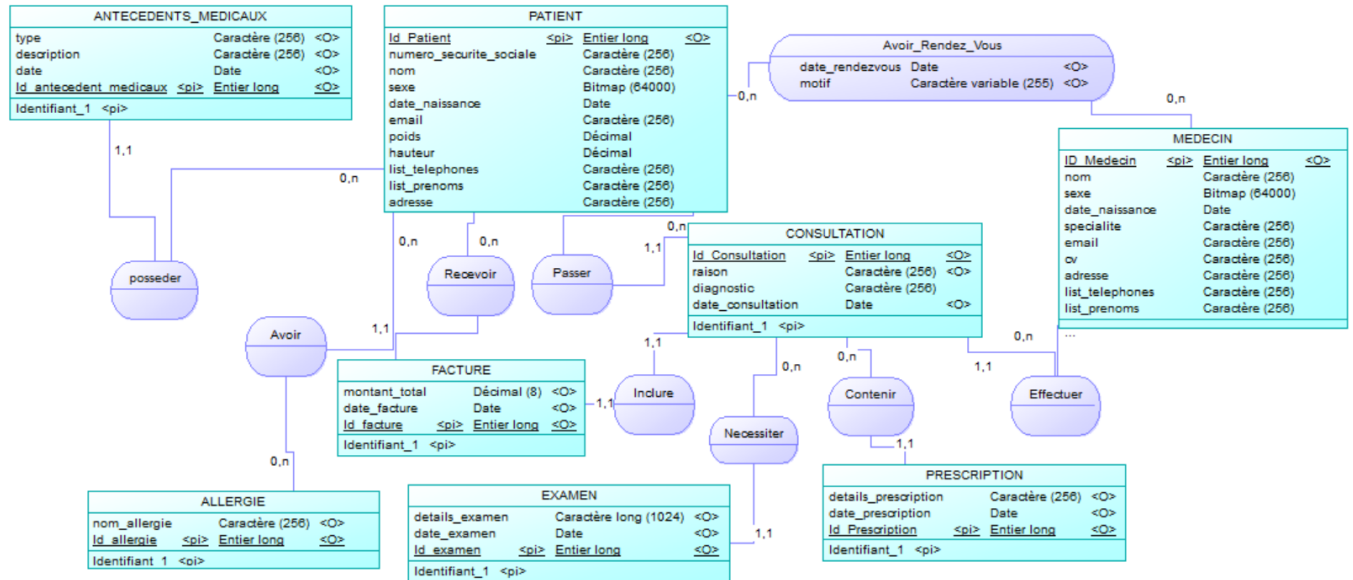 ANTECEDENTS_MEDICAUX
type Caractère (256) <O>
description Caractère (256) <O>
date Date <O>
Id_antecedent_medicaux <pi> Entier long <O>
Identifiant_1 <pi>
PATIENT
Id_Patient <pi> Entier long <O>
numero_securite_sociale Caractère (256)
nom Caractère (256)
sexe Bitmap (64000)
date_naissance Date
email Caractère (256)
poids Décimal
hauteur Décimal
list_telephones Caractère (256)
list_prenoms Caractère (256)
adresse Caractère (256)
Avoir_Rendez_Vous
date_rendezvous Date <O>
motif Caractère variable (255) <O>
0,n
0,n
MEDECIN
ID_Medecin <pi> Entier long <O>
nom Caractère (256)
sexe Bitmap (64000)
date_naissance Date
specialite Caractère (256)
email Caractère (256)
cv Caractère (256)
adresse Caractère (256)
list_telephones Caractère (256)
list_prenoms Caractère (256)
...
1,1
0,n
posseder
0,n
0,n
0,n
1,1
Recevoir
Passer
CONSULTATION
Id_Consultation <pi> Entier long <O>
raison Caractère (256) <O>
diagnostic Caractère (256)
date_consultation Date <O>
Identifiant_1 <pi>
Avoir
1,1
1,1
0,n
0,n
1,1
0,n
FACTURE
montant_total Décimal (8) <O>
date_facture Date <O>
Id_facture <pi> Entier long <O>
Identifiant_1 <pi>
1,1
Inclure
Necessiter
Contenir
Effectuer
1,1
0,n
1,1
ALLERGIE
nom_allergie Caractère (256) <O>
Id_allergie <pi> Entier long <O>
Identifiant_1 <pi>
EXAMEN
details_examen Caractère long (1024) <O>
date_examen Date <O>
Id_examen <pi> Entier long <O>
Identifiant_1 <pi>
PRESCRIPTION
details_prescription Caractère (256) <O>
date_prescription Date <O>
Id_Prescription <pi> Entier long <O>
Identifiant_1 <pi>